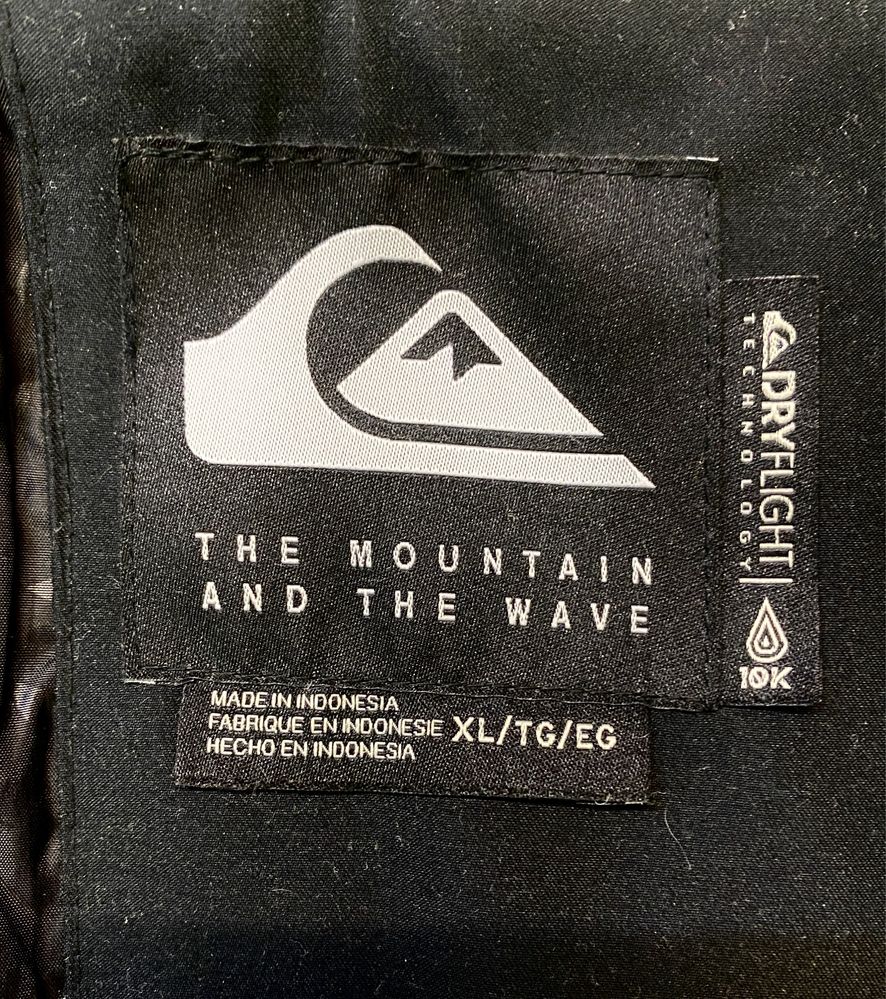 THE MOUNTAIN
AND THE WAVE
MADE IN INDONESIA
FABRIQUE EN INDONESIE
HECHO EN INDONESIA
XL/TG/EG
DRYFLIGHT
TECHNOLOGY
10K